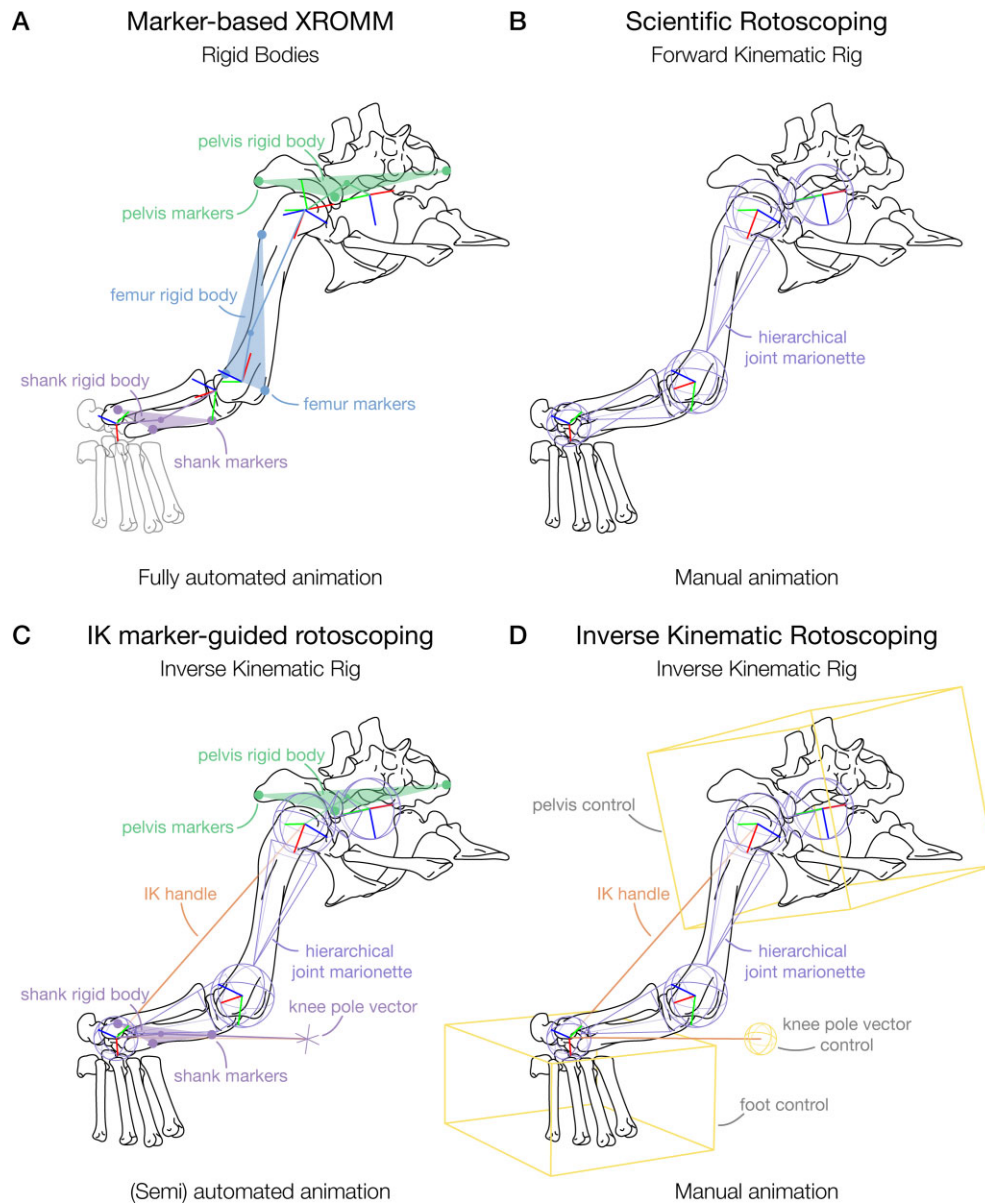 A
Marker-based XROMM
Rigid Bodies
pelvis rigid body
pelvis markers
femur rigid body
shank rigid body
femur markers
shank markers
Fully automated animation
B
Scientific Rotoscoping
Forward Kinematic Rig
hierarchical
joint marionette
Manual animation
C
IK marker-guided rotoscoping
Inverse Kinematic Rig
pelvis rigid body
pelvis markers
IK handle
hierarchical
joint marionette
shank rigid body
knee pole vector
shank markers
(Semi) automated animation
D
Inverse Kinematic Rotoscoping
Inverse Kinematic Rig
pelvis control
IK handle
hierarchical
joint marionette
knee pole vector
control
foot control
Manual animation